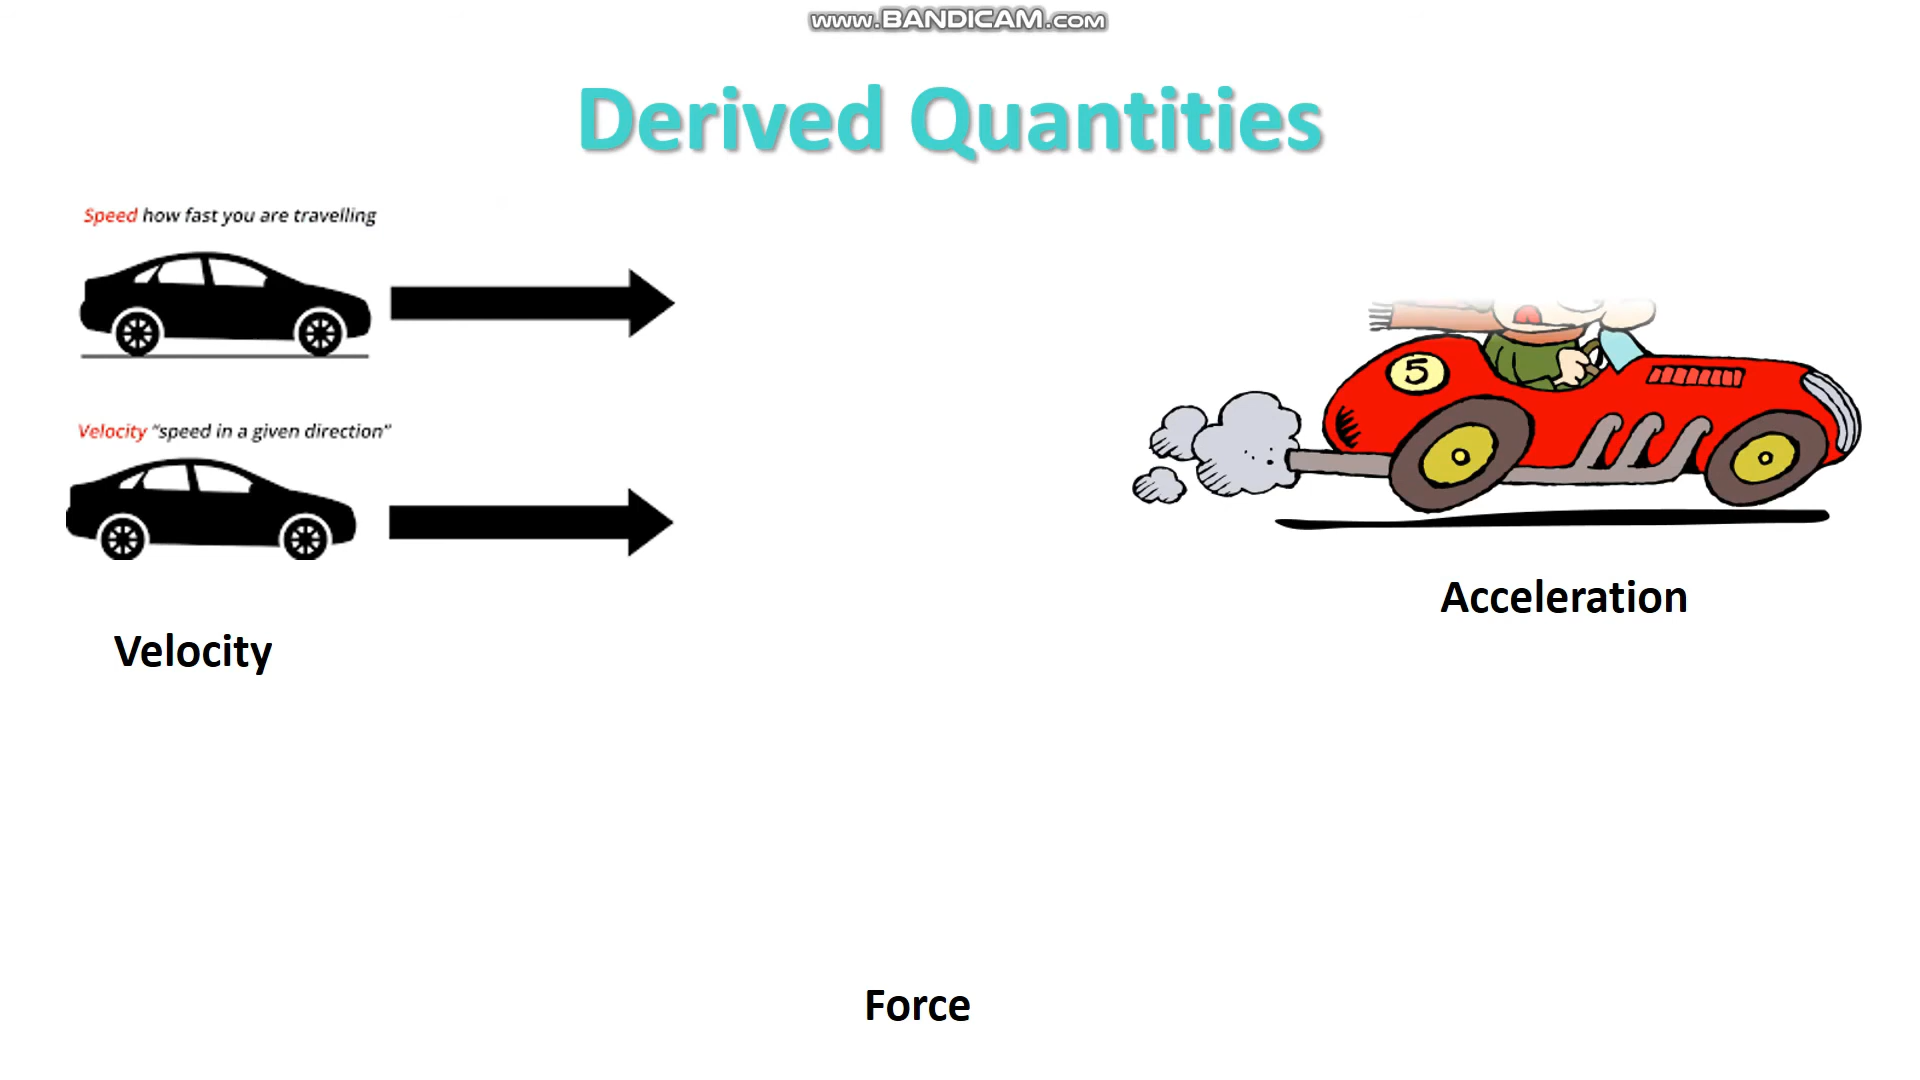 www.BANDICAM.com
Derived Quantities
Speed how fast you are travelling
Velocity "speed in a given direction"
5
Acceleration
Velocity
Force